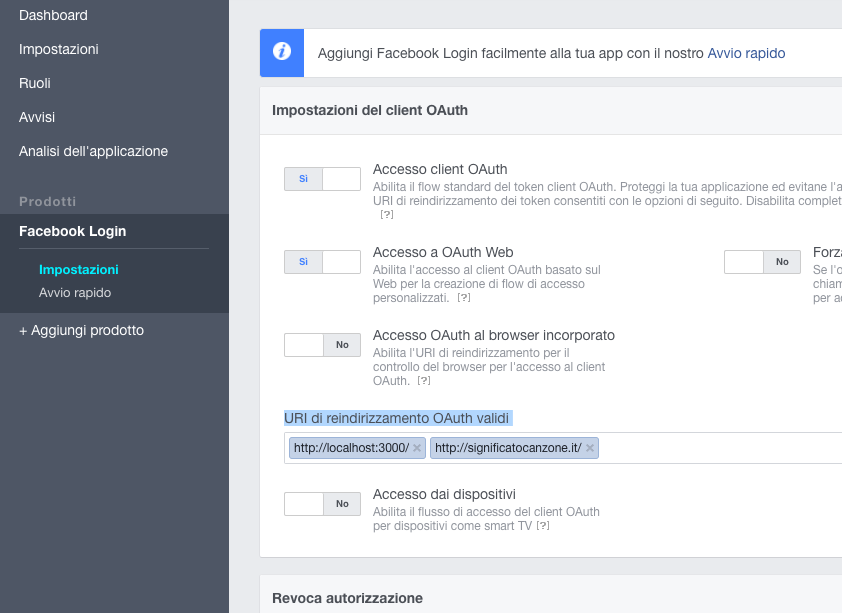 Dashboard
Impostazioni
Ruoli
Avvisi
Analisi dell'applicazione
Prodotti
Facebook Login
Impostazioni
Avvio rapido
+ Aggiungi prodotto
Aggiungi Facebook Login facilmente alla tua app con il nostro Avvio rapido
Impostazioni del client OAuth
Sì
Accesso client OAuth
Abilita il flow standard del token client OAuth. Proteggi la tua applicazione ed evitane l'a
URI di reindirizzamento dei token consentiti con le opzioni di seguito. Disabilita complet
[?]
Sì
Accesso a OAuth Web
Abilita l'accesso al client OAuth basato sul
Web per la creazione di flow di accesso
personalizzati. [?]
No
Forza
Se l'o
chiam
per a
No
Accesso OAuth al browser incorporato
Abilita l'URI di reindirizzamento per il
controllo del browser per l'accesso al client
OAuth. [?]
URI di reindirizzamento OAuth validi
http://localhost:3000/ ×
http://significatocanzone.it/ ×
No
Accesso dai dispositivi
Abilita il flusso di accesso del client OAuth
per dispositivi come smart TV [?]
Revoca autorizzazione